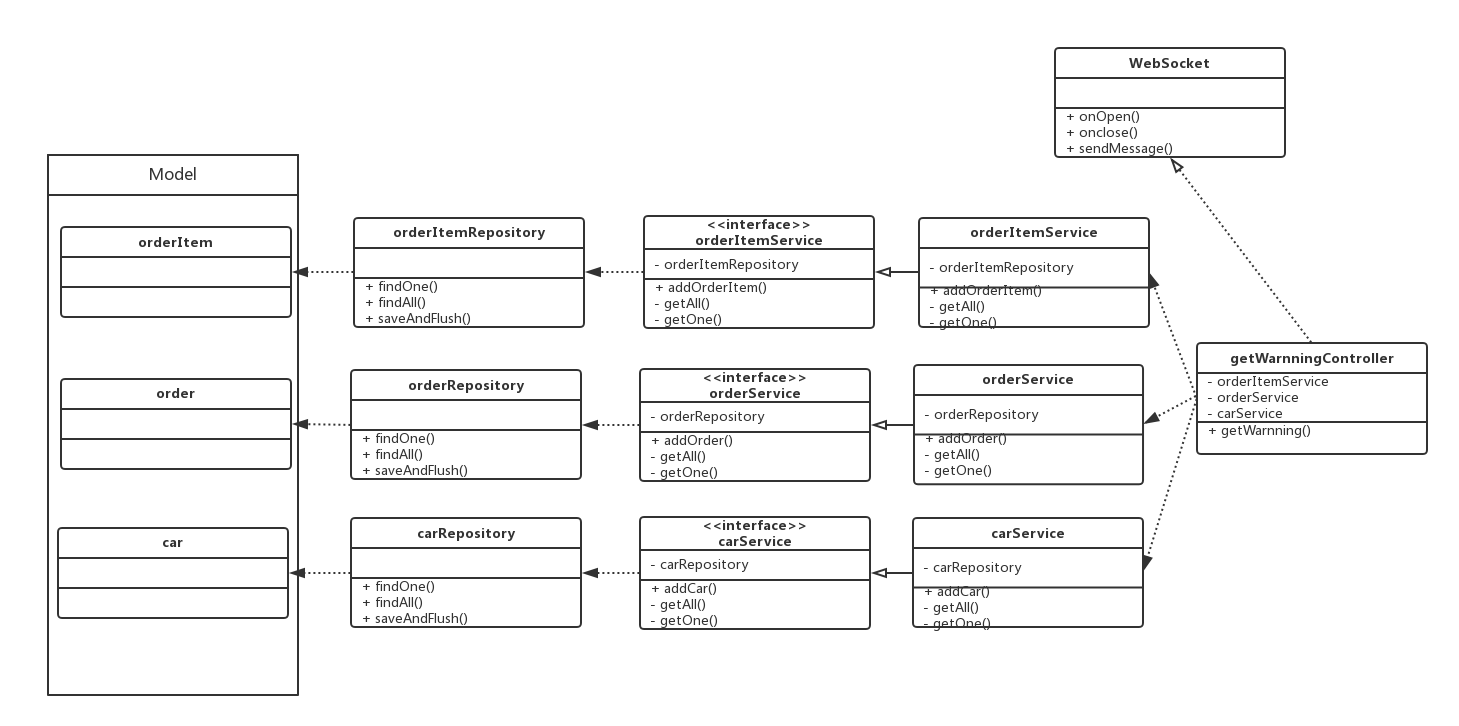 WebSocket
+ onOpen()
+ onclose()
+ sendMessage()
Model
orderItem
orderItemRepository
+ findOne()
+ findAll()
+ saveAndFlush()
<<interface>>
orderItemService
- orderItemRepository
+ addOrderItem()
- getAll()
- getOne()
orderItemService
- orderItemRepository
+ addOrderItem()
- getAll()
- getOne()
getWarnningController
- orderItemService
- orderService
- carService
+ getWarnning()
order
orderRepository
+ findOne()
+ findAll()
+ saveAndFlush()
<<interface>>
orderService
- orderRepository
+ addOrder()
- getAll()
- getOne()
orderService
- orderRepository
+ addOrder()
- getAll()
- getOne()
car
carRepository
+ findOne()
+ findAll()
+ saveAndFlush()
<<interface>>
carService
- carRepository
+ addCar()
- getAll()
- getOne()
carService
- carRepository
+ addCar()
- getAll()
- getOne()